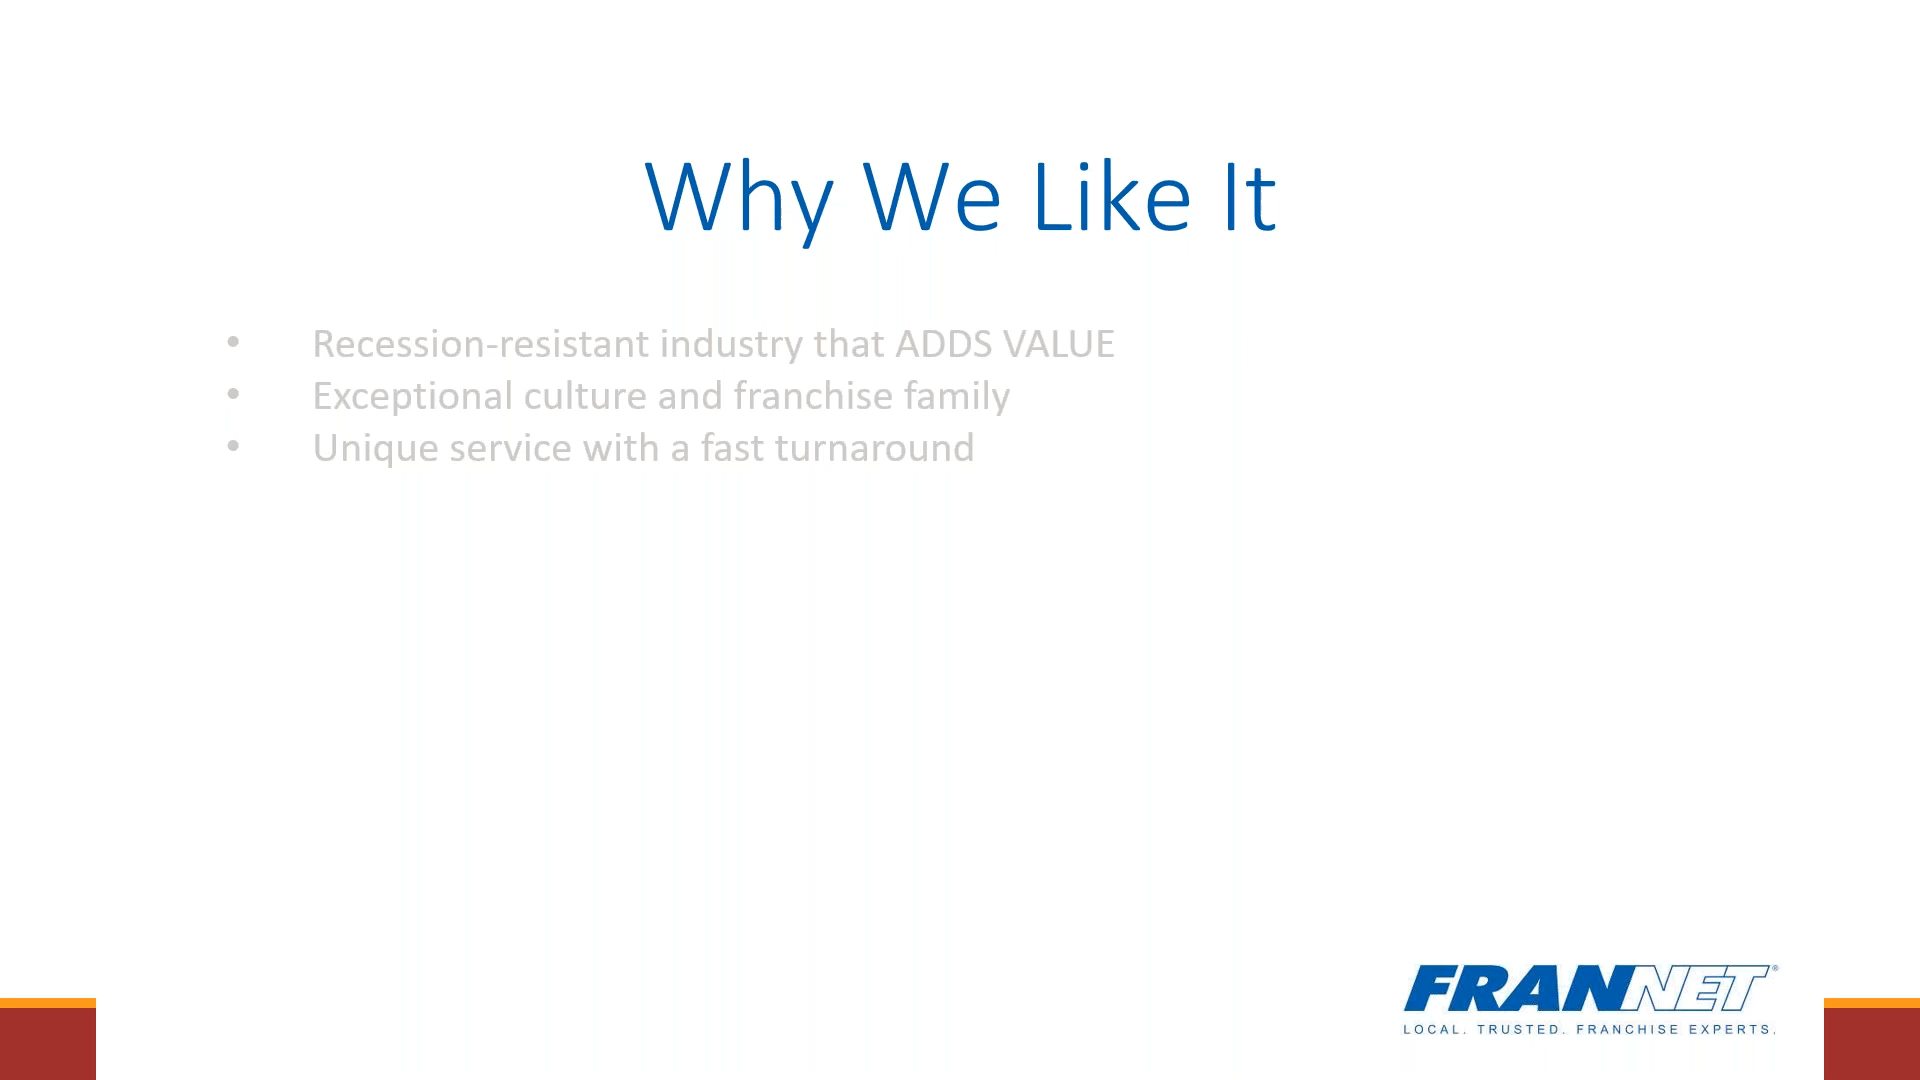 Why We Like It
• Recession-resistant industry that ADDS VALUE
• Exceptional culture and franchise family
• Unique service with a fast turnaround
FRANNET®
LOCAL. TRUSTED. FRANCHISE EXPERTS.